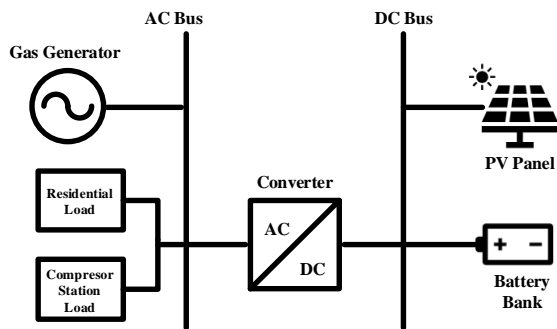 AC Bus
DC Bus
Gas Generator
PV Panel
Residential
Load
Converter
AC
DC
Compresor
Station
Load
Battery
Bank